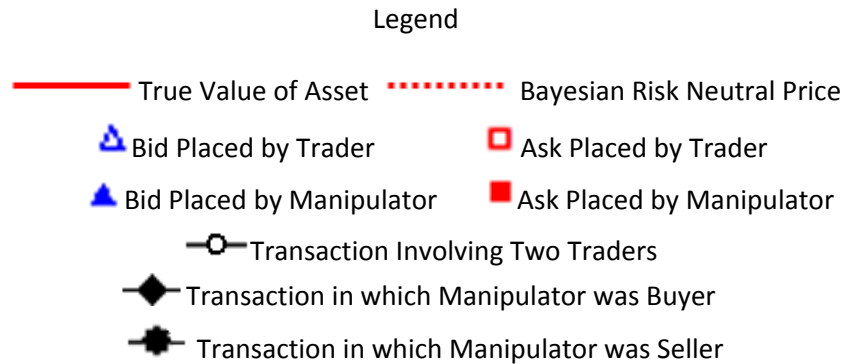 Legend
True Value of Asset Bayesian Risk Neutral Price
Bid Placed by Trader Ask Placed by Trader
Bid Placed by Manipulator Ask Placed by Manipulator
Transaction Involving Two Traders
Transaction in which Manipulator was Buyer
Transaction in which Manipulator was Seller